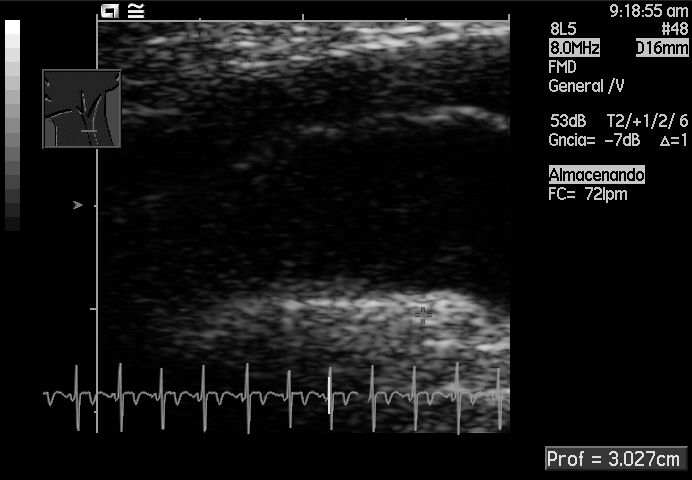 9:18:55 am
8L5 #48
8.0MHz D16mm
FMD
General /V
53dB T2/+1/2/ 6
Gncia= -7dB Δ=1
Almacenando
FC= 72lpm
Prof = 3.027cm